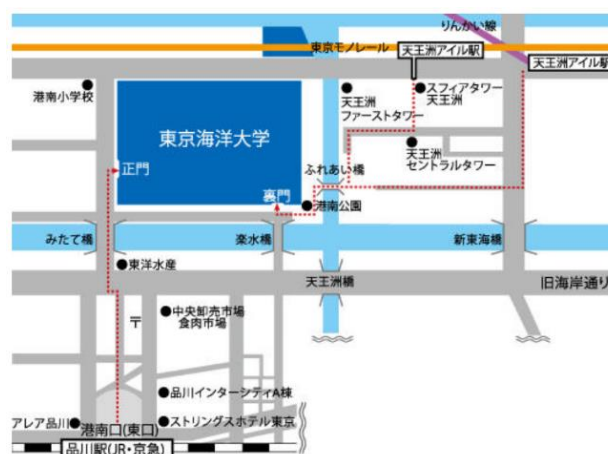 りんかい線
東京モノレール
天王洲アイル駅
天王洲アイル駅
港南小学校
天王洲
ファーストタワー
スフィアタワー
天王洲
東京海洋大学
天王洲
セントラルタワー
正門
ふれあい橋
裏門
港南公園
みたて橋
楽水橋
新東海橋
東洋水産
天王洲橋
旧海岸通り
〒
中央卸売市場
食肉市場
品川インターシティA棟
アレア品川
港南口(東口)
ストリングスホテル東京
品川駅(JR・京急)